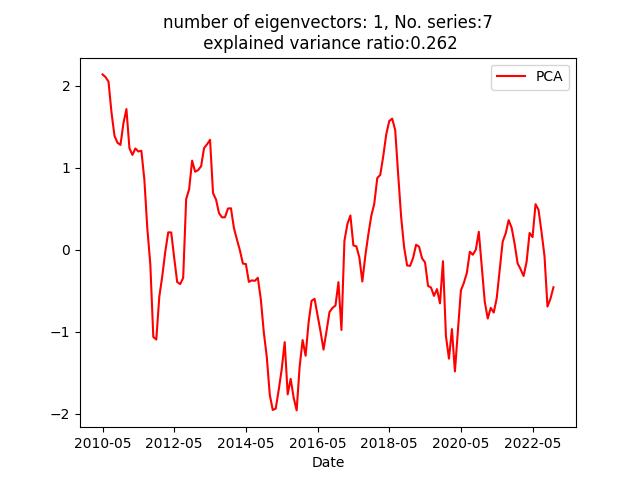 number of eigenvectors: 1, No. series:7
explained variance ratio:0.262
PCA
2
1
0
−1
−2
2010-05 2012-05 2014-05 2016-05 2018-05 2020-05 2022-05
Date